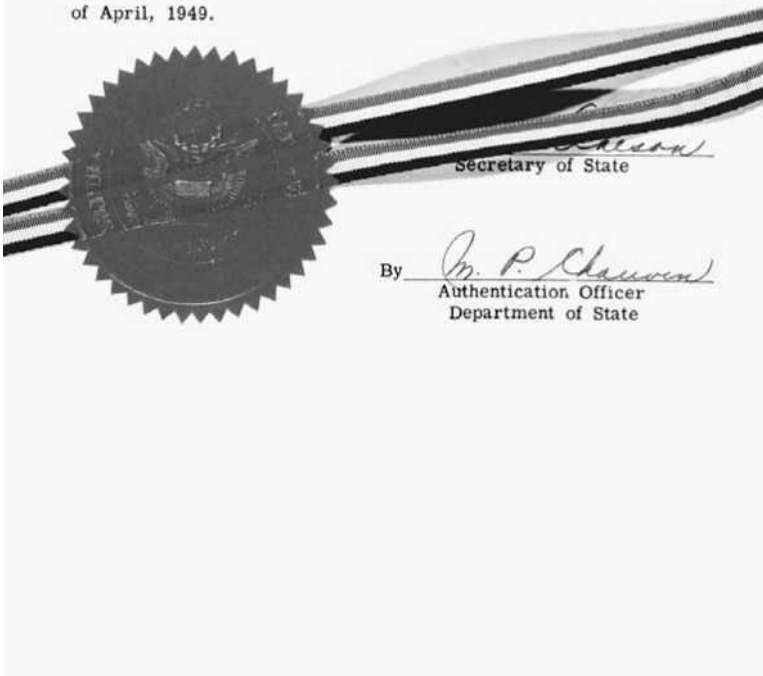 of April, 1949.
Secretary of State
By M. P. Chauvin
Authentication Officer
Department of State